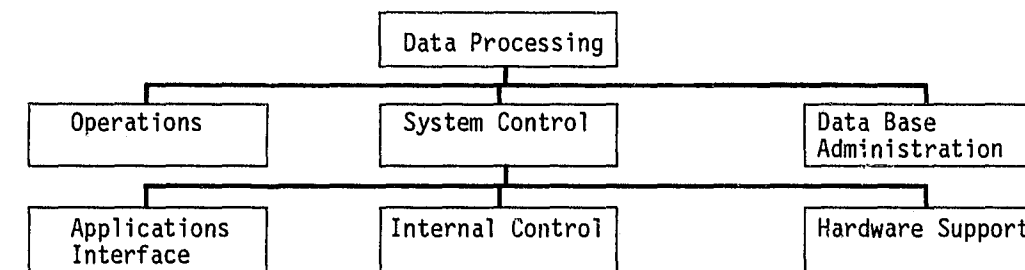 Data Processing
Operations
System Control
Data Base
Administration
Applications
Interface
Internal Control
Hardware Support